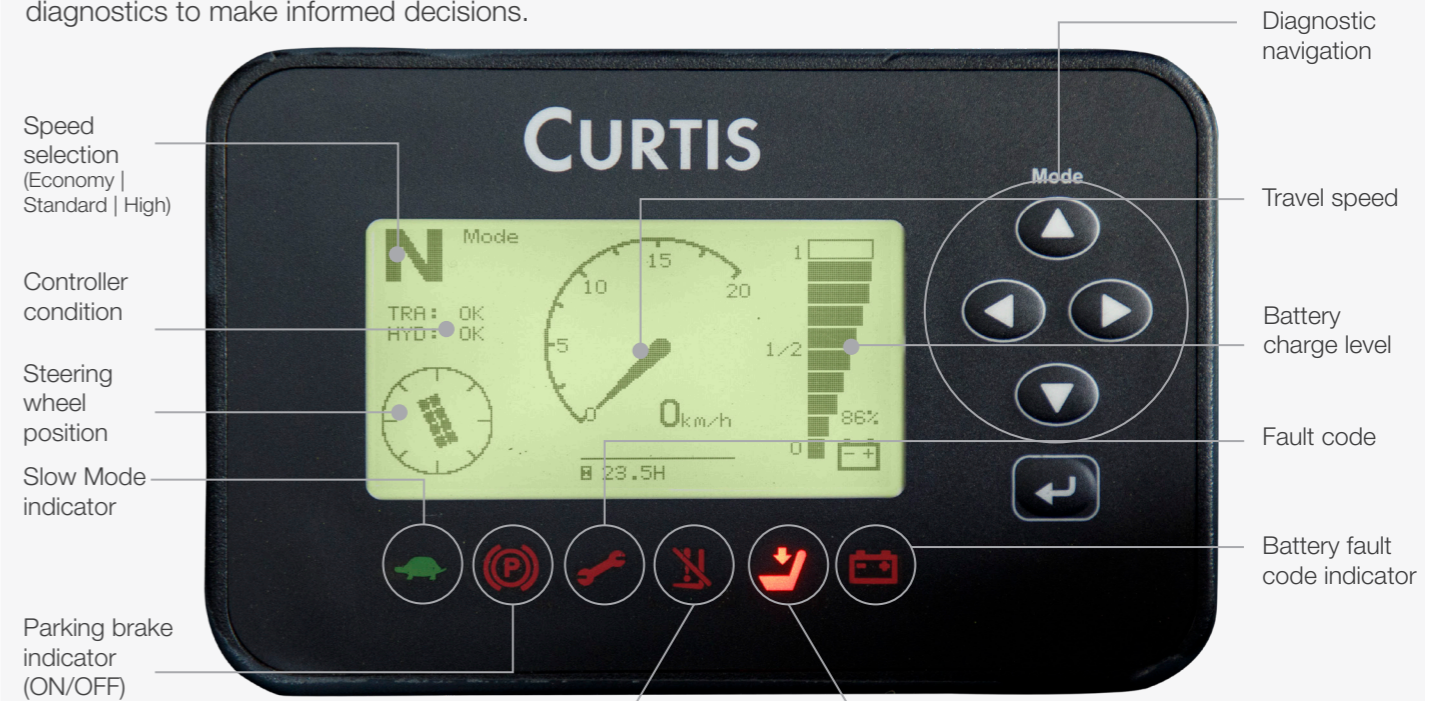 diagnostics to make informed decisions.
Diagnostic
navigation
Speed
selection
(Economy |
Standard | High)
Controller
condition
Steering
wheel
position
Slow Mode
indicator
Parking brake
indicator
(ON/OFF)
CURTIS
Mode
N Mode
TRA: OK
HYD: OK
0
5
10
15
20
0km/h
23.5H
1
1/2
0
86%
- +
P
Travel speed
Battery
charge level
Fault code
Battery fault
code indicator